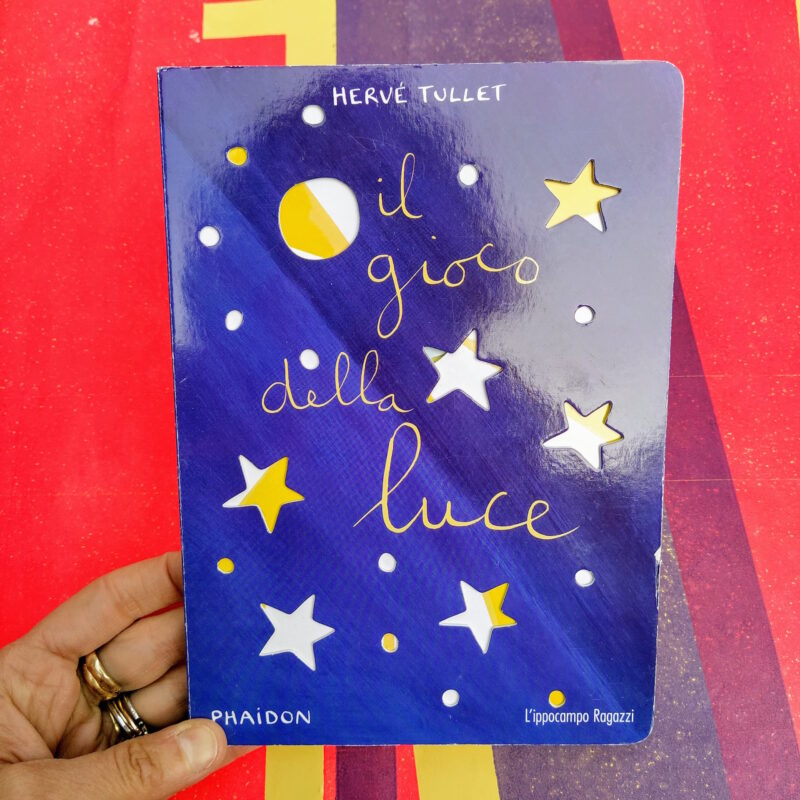 HERVÉ TULLET
il
gioco
della
luce
PHAIDON
L'ippocampo Ragazzi